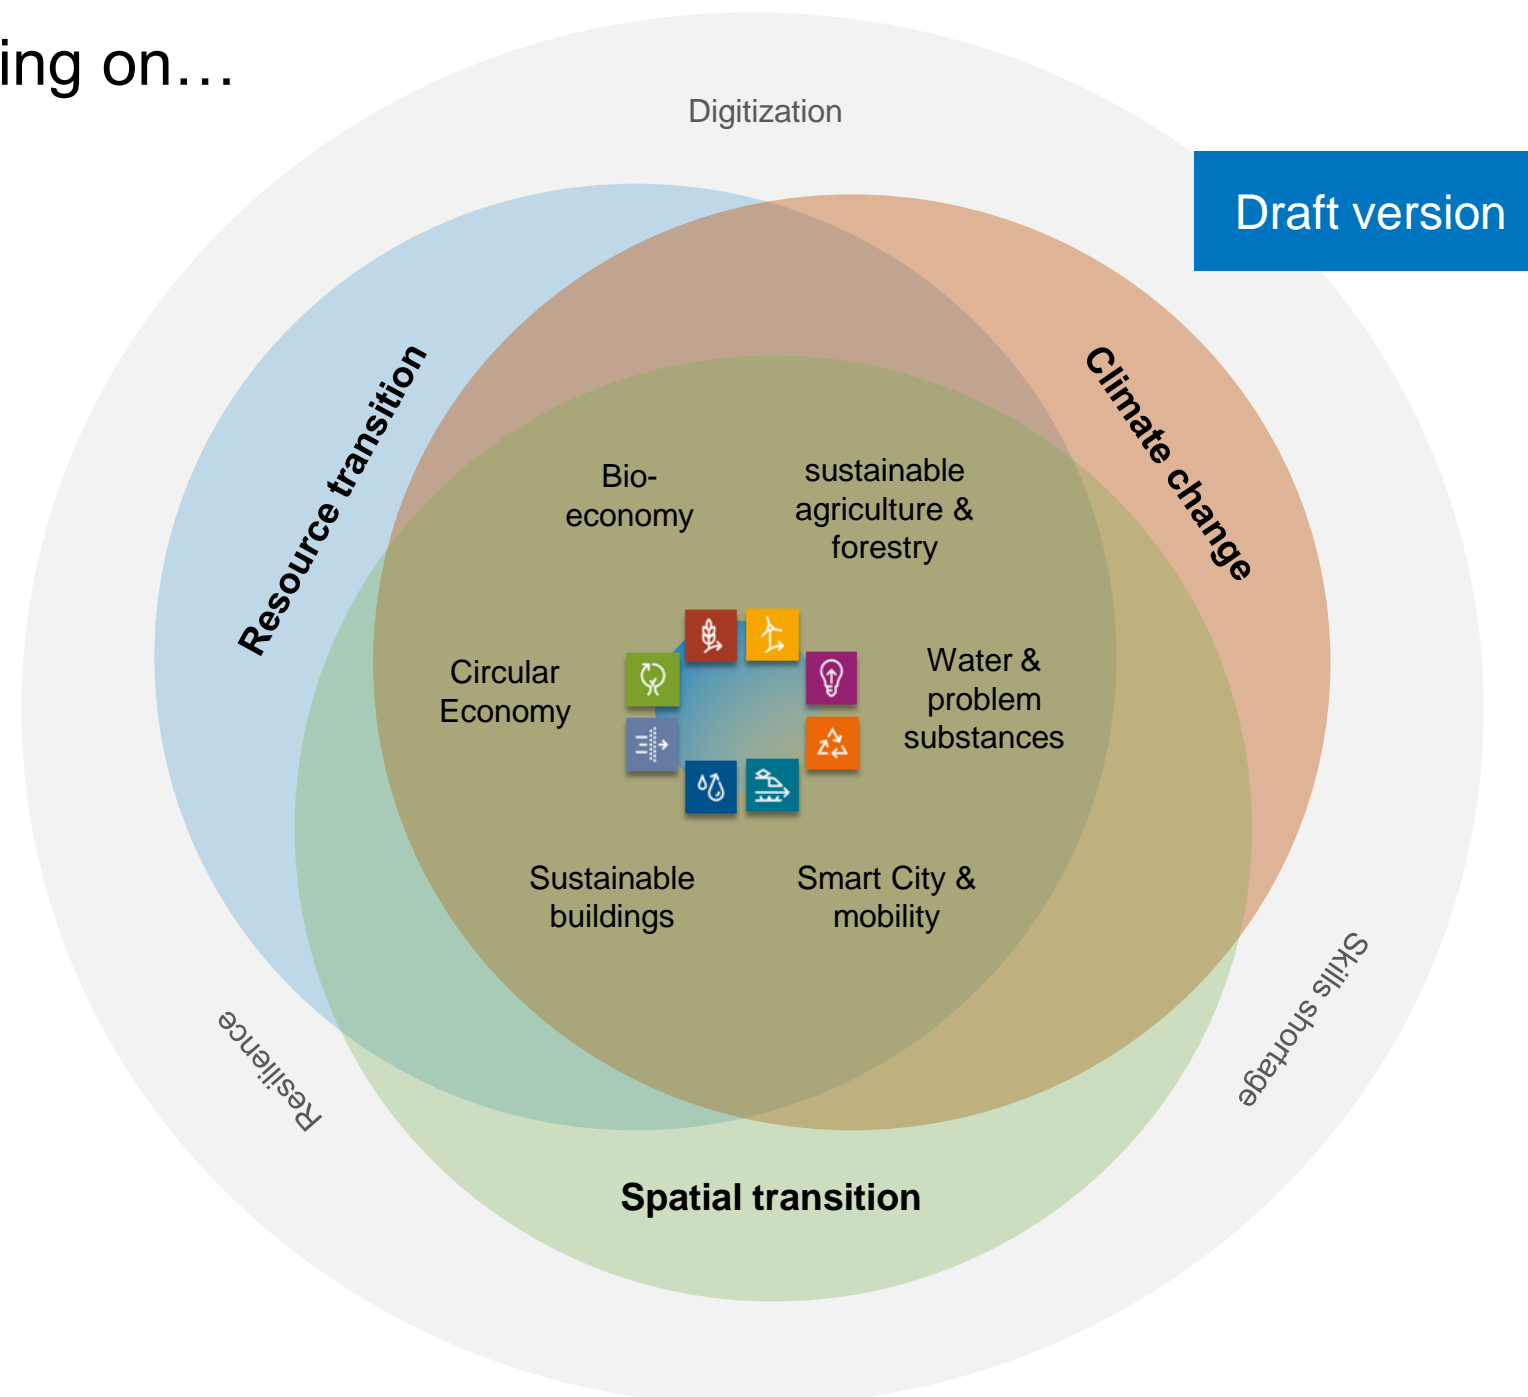 ing on…
Digitization
Draft version
Resource transition
Climate change
Bio-
economy
sustainable
agriculture &
forestry
Circular
Economy
Water &
problem
substances
Sustainable
buildings
Smart City &
mobility
Resilience
Skills shortage
Spatial transition